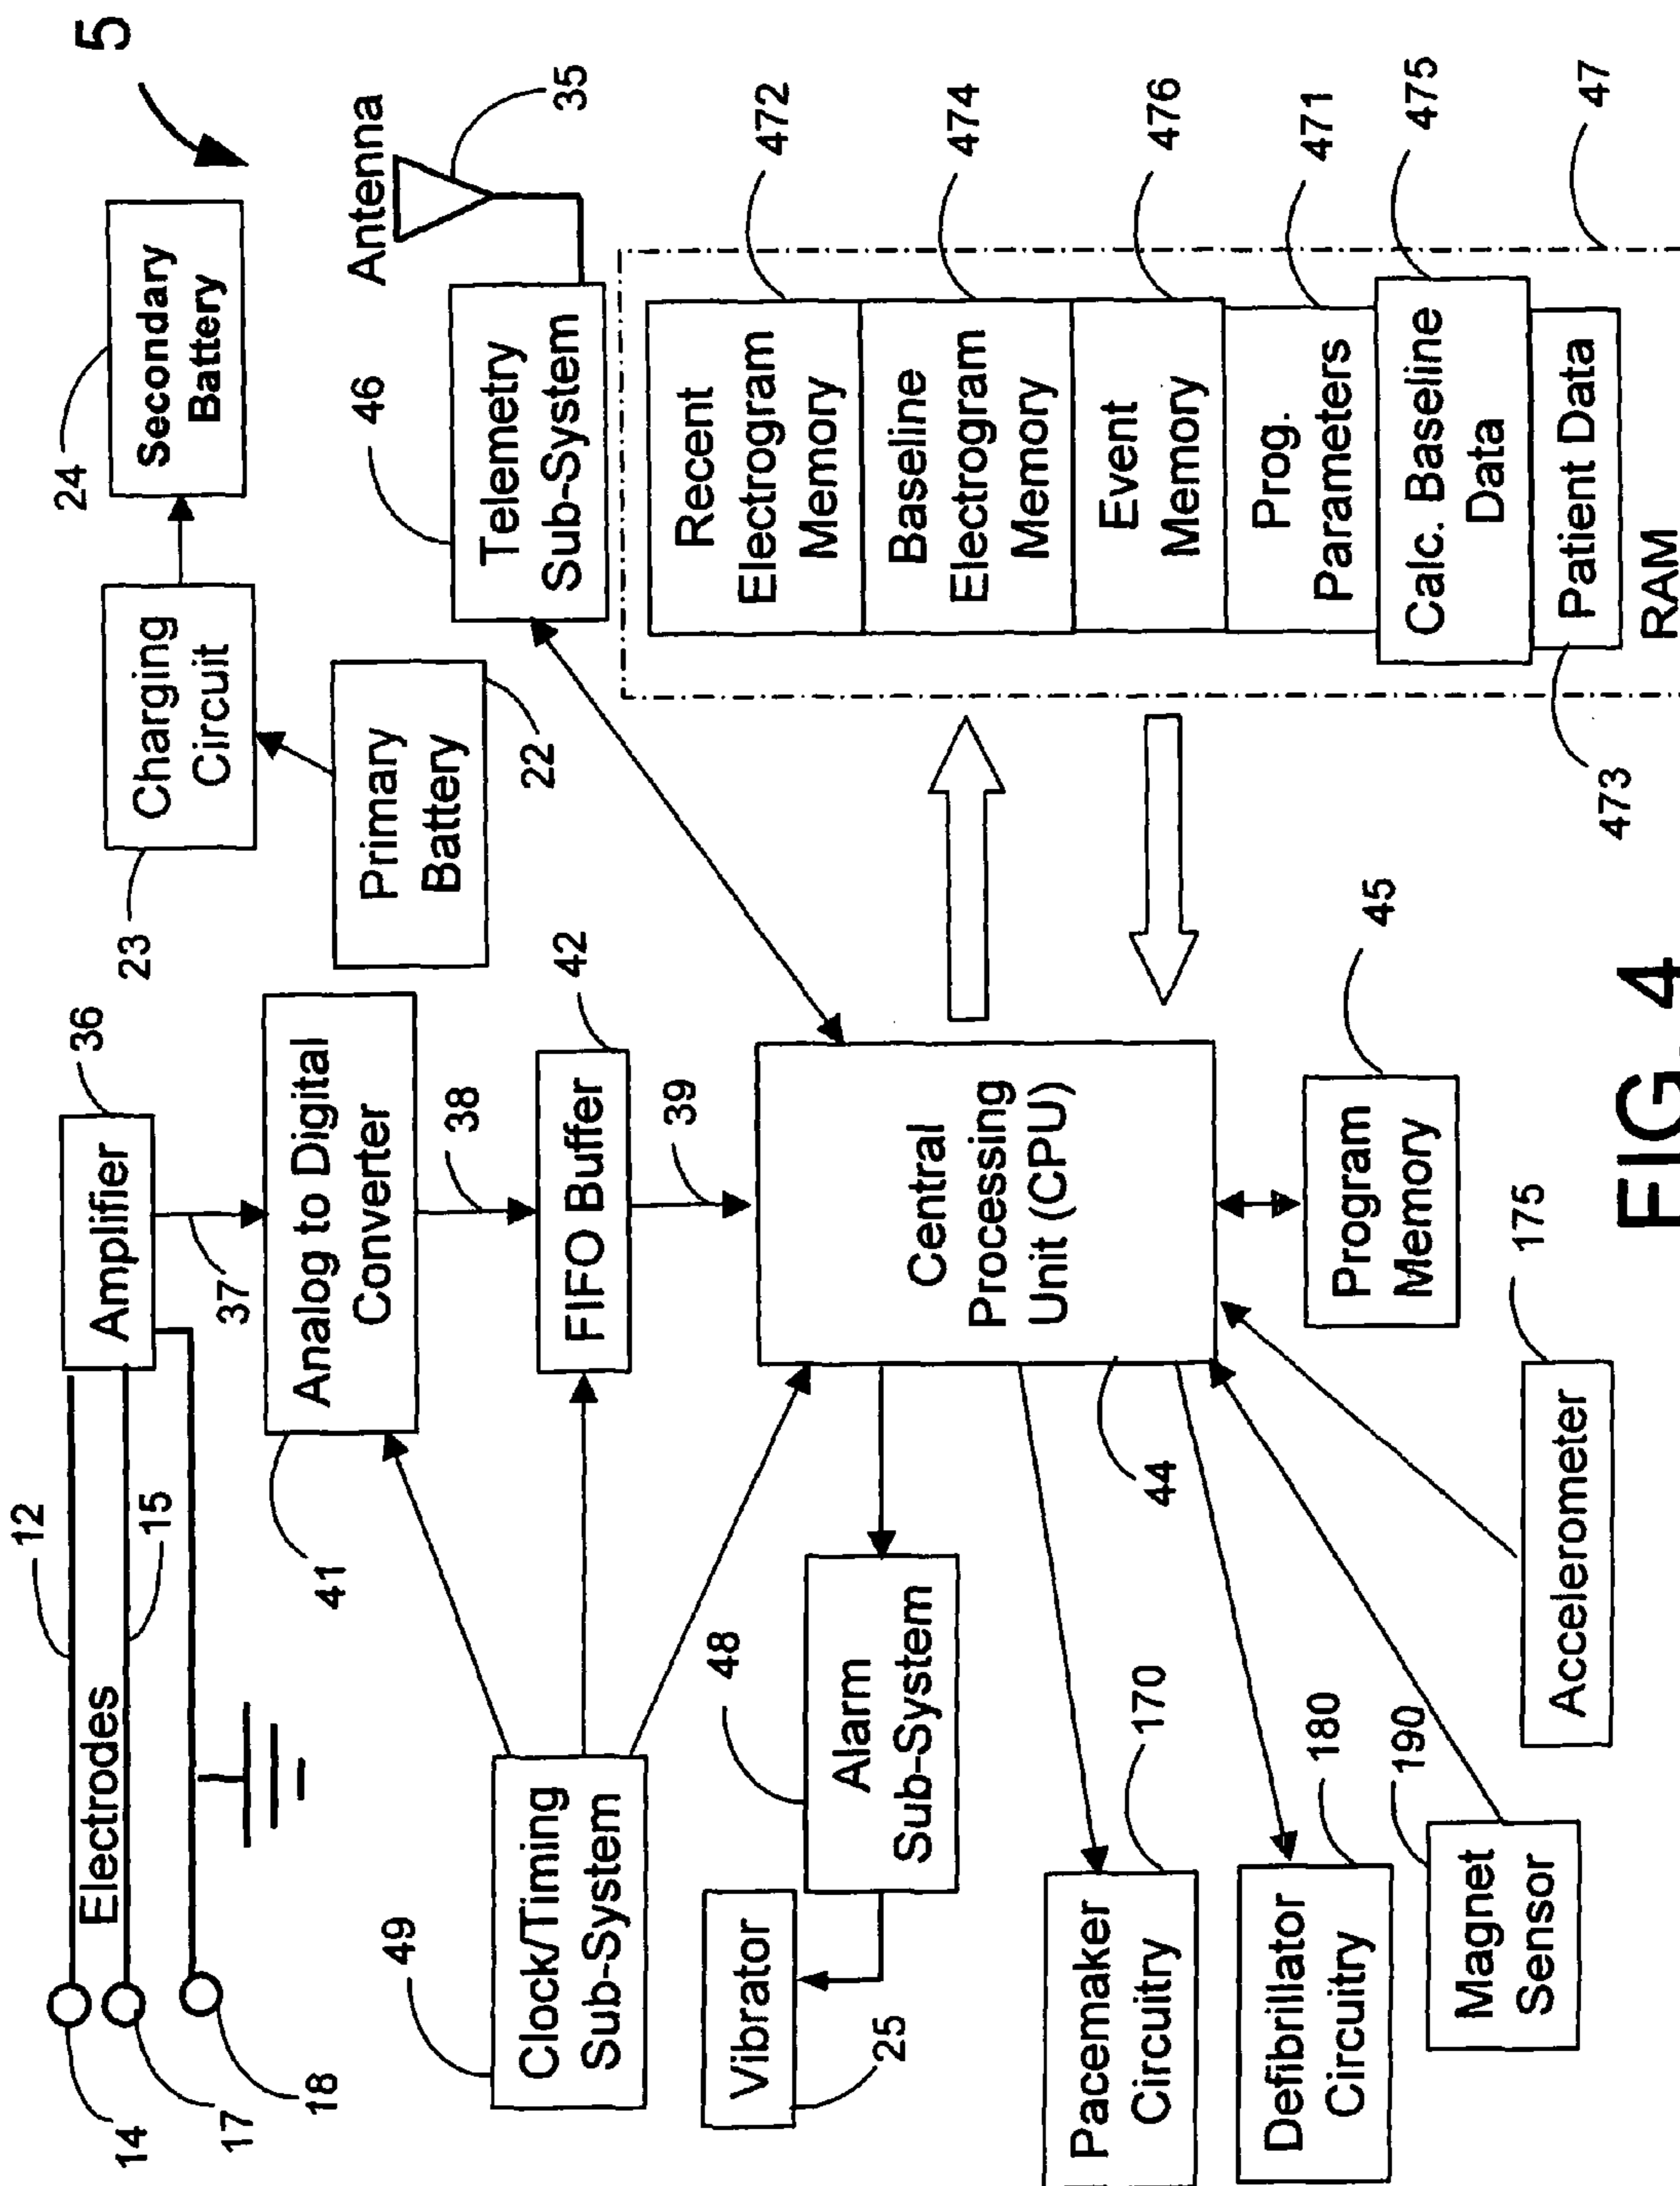 5
14
17
18
Electrodes
12
15
Amplifier
36
37
Analog to Digital
Converter
41
38
FIFO Buffer
42
39
Primary
Battery
22
Charging
Circuit
23
Secondary
Battery
24
Antenna
35
Telemetry
Sub-System
46
Clock/Timing
Sub-System
49
Vibrator
25
Alarm
Sub-System
48
Central
Processing
Unit (CPU)
44
Pacemaker
Circuitry
170
Defibrillator
Circuitry
180
Magnet
Sensor
190
Accelerometer
175
Program
Memory
45
Recent
Electrogram
Memory
472
Baseline
Electrogram
Memory
474
Event
Memory
476
Prog.
Parameters
471
Calc. Baseline
Data
475
Patient Data
473
RAM
47
FIG. 4